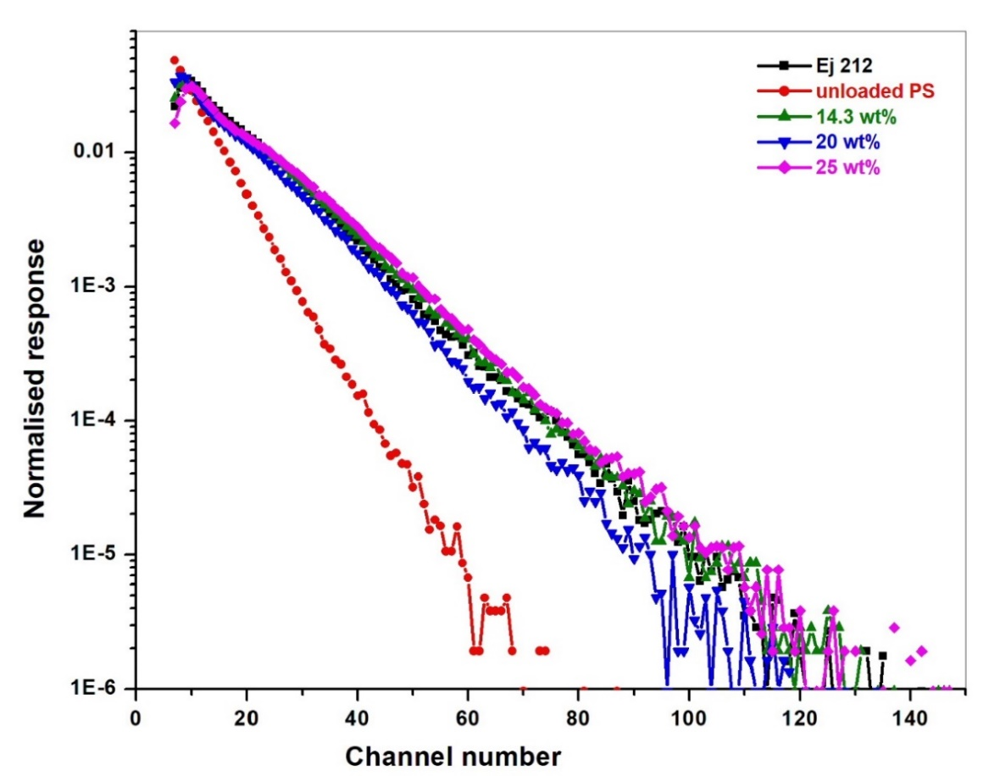 Ej 212
unloaded PS
14.3 wt%
20 wt%
25 wt%
0.01
1E-3
1E-4
1E-5
1E-6
0 20 40 60 80 100 120 140
Normalised response
Channel number